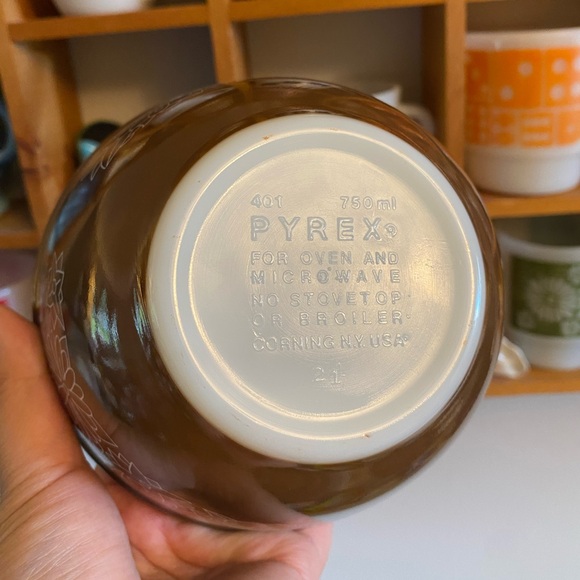 401 750ml
PYREX®
FOR OVEN AND
MICROWAVE
NO STOVETOP
OR BROILER
CORNING N.Y. USA
21